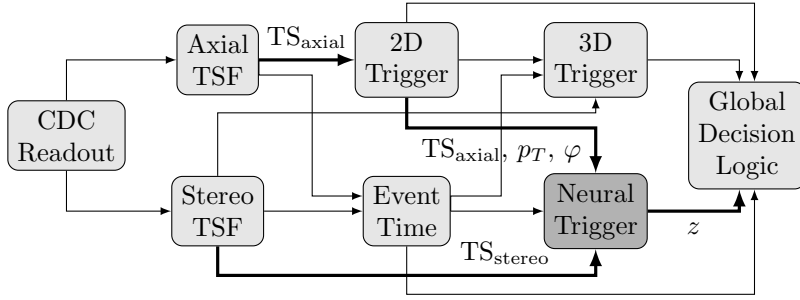 CDC
Readout
Axial
TSF
TS_axial
2D
Trigger
3D
Trigger
Global
Decision
Logic
TS_axial, p_T, φ
Stereo
TSF
Event
Time
Neural
Trigger
z
TS_stereo